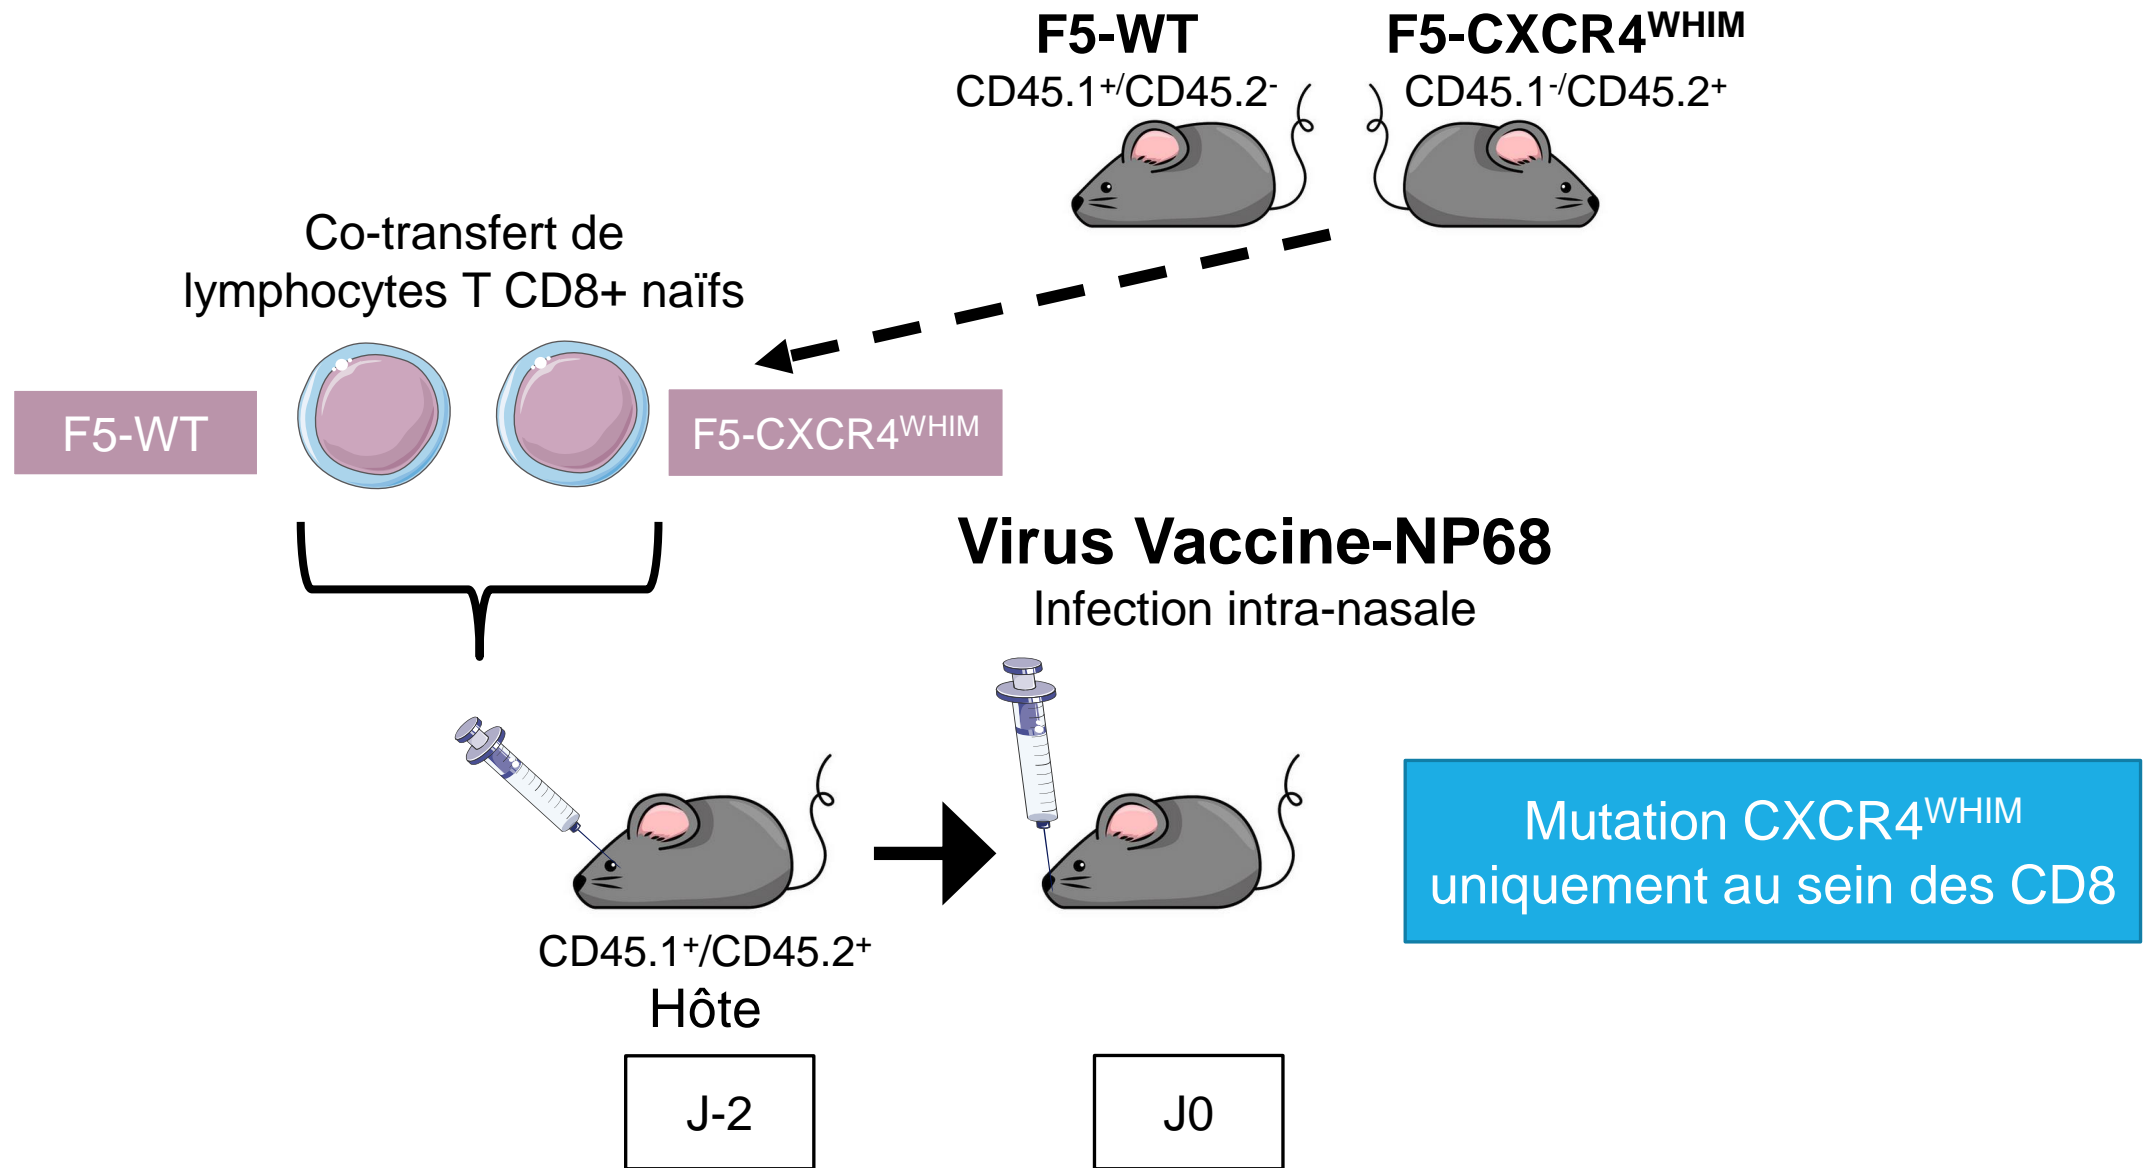 F5-WT
CD45.1⁺/CD45.2⁻
F5-CXCR4ᵂᴴᴵᴹ
CD45.1⁻/CD45.2⁺
Co-transfert de
lymphocytes T CD8+ naïfs
F5-WT
F5-CXCR4ᵂᴴᴵᴹ
Virus Vaccine-NP68
Infection intra-nasale
Mutation CXCR4ᵂᴴᴵᴹ
uniquement au sein des CD8
CD45.1⁺/CD45.2⁺
Hôte
J-2
J0